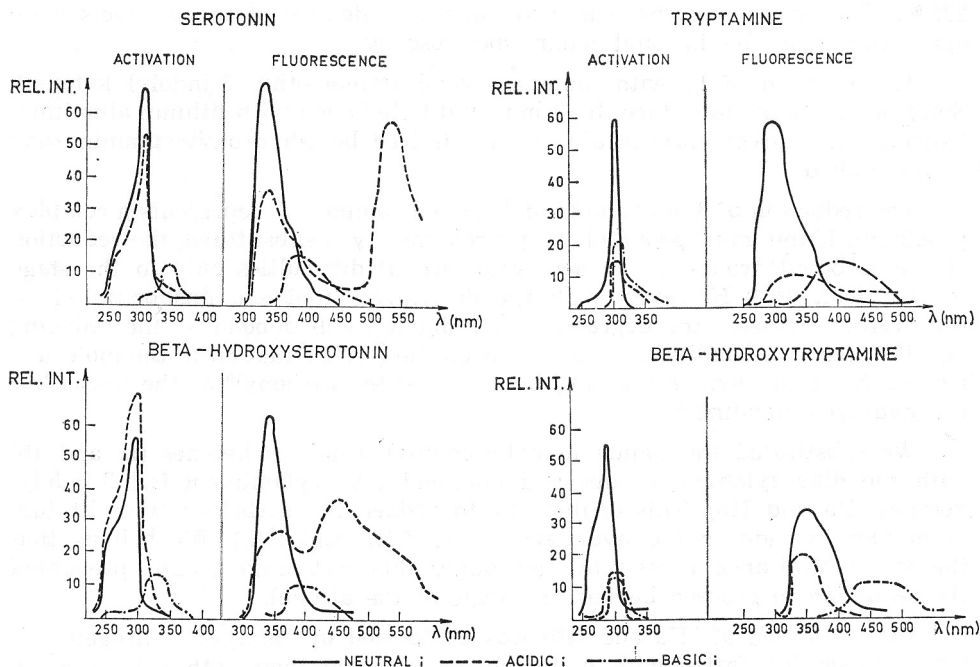 SEROTONIN
ACTIVATION FLUORESCENCE
REL. INT.
60
50
40
30
20
10
200 250 300 350 400 300 350 400 450 500 550 λ (nm)
TRYPTAMINE
ACTIVATION FLUORESCENCE
REL. INT.
60
50
40
30
20
10
250 300 350 250 300 350 400 450 500 λ (nm)
BETA-HYDROXYSEROTONIN
REL. INT.
60
50
40
30
20
10
250 300 350 400 300 350 400 450 500 550 λ (nm)
BETA-HYDROXYTRYPTAMINE
REL. INT.
60
50
40
30
20
10
250 300 350 300 350 400 450 500 λ (nm)
NEUTRAL ; ACIDIC ; BASIC ;